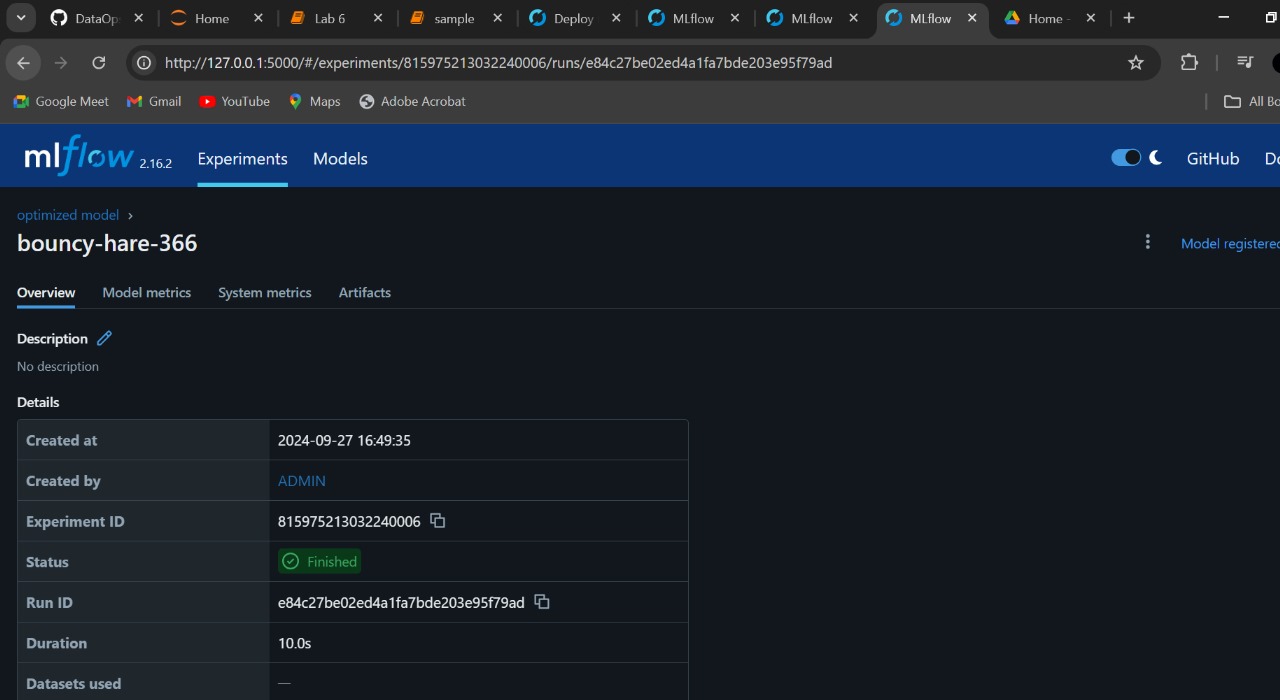 DataOp
Home
Lab 6
sample
Deploy
MLflow
MLflow
MLflow
Home -
http://127.0.0.1:5000/#/experiments/815975213032240006/runs/e84c27be02ed4a1fa7bde203e95f79ad
Google Meet
Gmail
YouTube
Maps
Adobe Acrobat
All Bo
mlflow 2.16.2
Experiments
Models
GitHub
Do
optimized model ›
bouncy-hare-366
Model registered
Overview
Model metrics
System metrics
Artifacts
Description
No description
Details
Created at 2024-09-27 16:49:35
Created by ADMIN
Experiment ID 815975213032240006
Status Finished
Run ID e84c27be02ed4a1fa7bde203e95f79ad
Duration 10.0s
Datasets used —